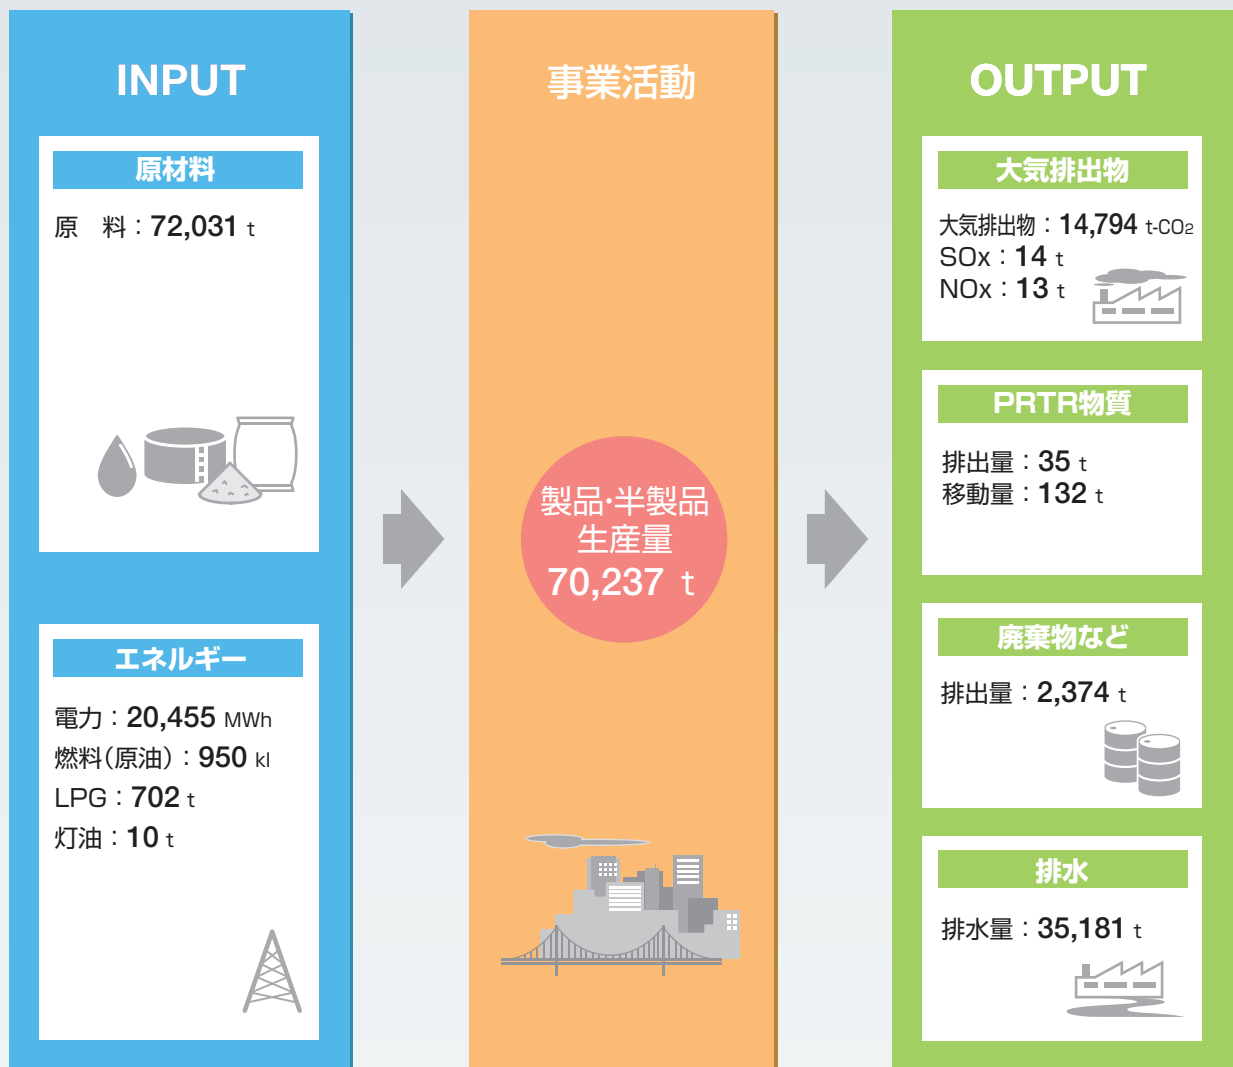 INPUT
原材料
原　料：72,031 t
エネルギー
電力：20,455 MWh
燃料（原油）：950 kl
LPG：702 t
灯油：10 t
事業活動
製品・半製品
生産量
70,237 t
OUTPUT
大気排出物
大気排出物：14,794 t-CO2
SOx：14 t
NOx：13 t
PRTR物質
排出量：35 t
移動量：132 t
廃棄物など
排出量：2,374 t
排水
排水量：35,181 t